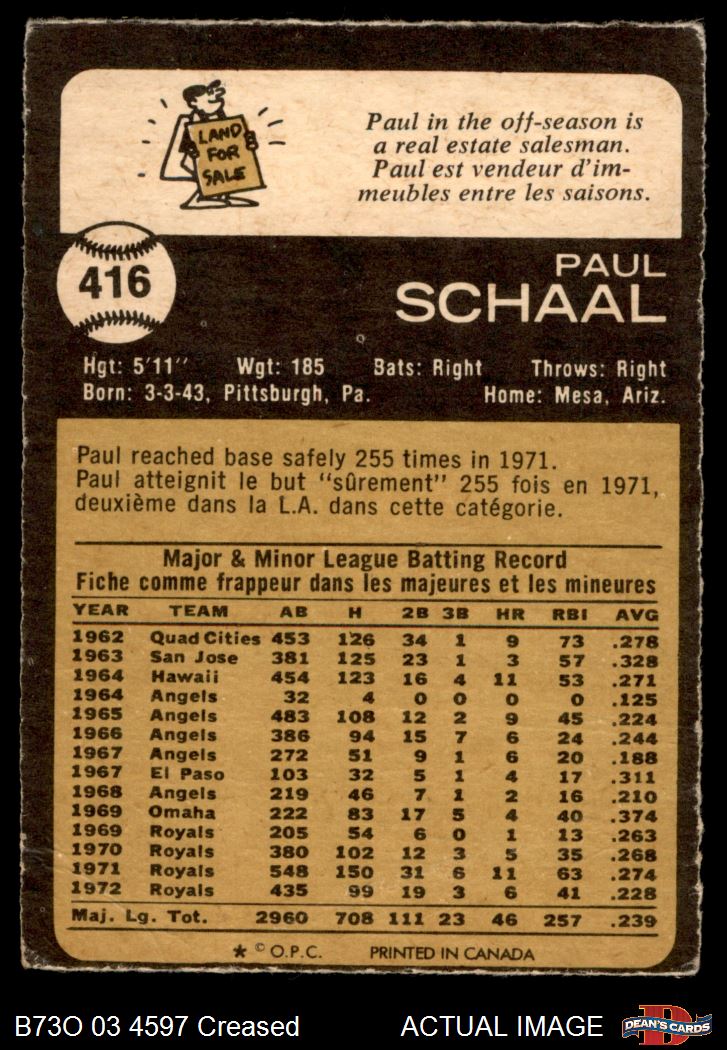 LAND
FOR
SALE
Paul in the off-season is
a real estate salesman.
Paul est vendeur d'im-
meubles entre les saisons.
416
PAUL
SCHAAL
Hgt: 5'11" Wgt: 185 Bats: Right Throws: Right
Born: 3-3-43, Pittsburgh, Pa. Home: Mesa, Ariz.
Paul reached base safely 255 times in 1971.
Paul atteignit le but "sûrement" 255 fois en 1971,
deuxième dans la L.A. dans cette catégorie.
Major & Minor League Batting Record
Fiche comme frappeur dans les majeures et les mineures
YEAR TEAM AB H 2B 3B HR RBI AVG
1962 Quad Cities 453 126 34 1 9 73 .278
1963 San Jose 381 125 23 1 3 57 .328
1964 Hawaii 454 123 16 4 11 53 .271
1964 Angels 32 4 0 0 0 0 .125
1965 Angels 483 108 12 2 9 45 .224
1966 Angels 386 94 15 7 6 24 .244
1967 Angels 272 51 9 1 6 20 .188
1967 El Paso 103 32 5 1 4 17 .311
1968 Angels 219 46 7 1 2 16 .210
1969 Omaha 222 83 17 5 4 40 .374
1969 Royals 205 54 6 0 1 13 .263
1970 Royals 380 102 12 3 5 35 .268
1971 Royals 548 150 31 6 11 63 .274
1972 Royals 435 99 19 3 6 41 .228
Maj. Lg. Tot. 2960 708 111 23 46 257 .239
* © O.P.C. PRINTED IN CANADA
B73O 03 4597 Creased ACTUAL IMAGE
D
DEAN'S CARDS